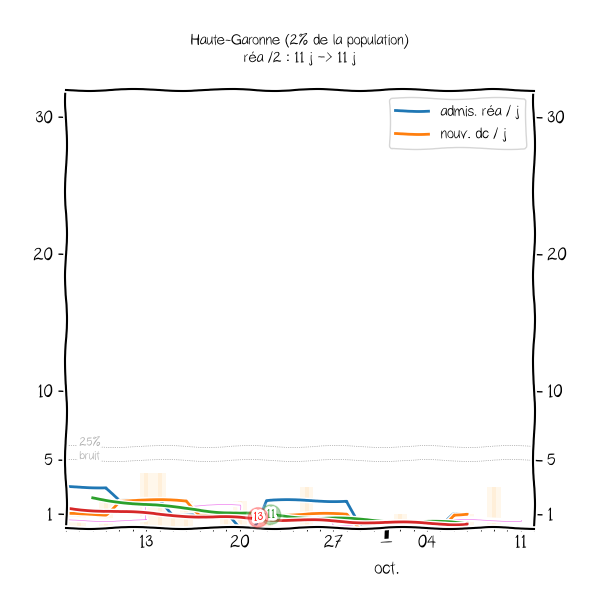 Haute-Garonne (2% de la population)
réa /2 : 11 j -> 11 j
admis. réa / j
nouv. dc / j
30 30
20 20
10 10
25%
5 bruit 5
1 13 11 1
13 20 27 1 04 11
oct.